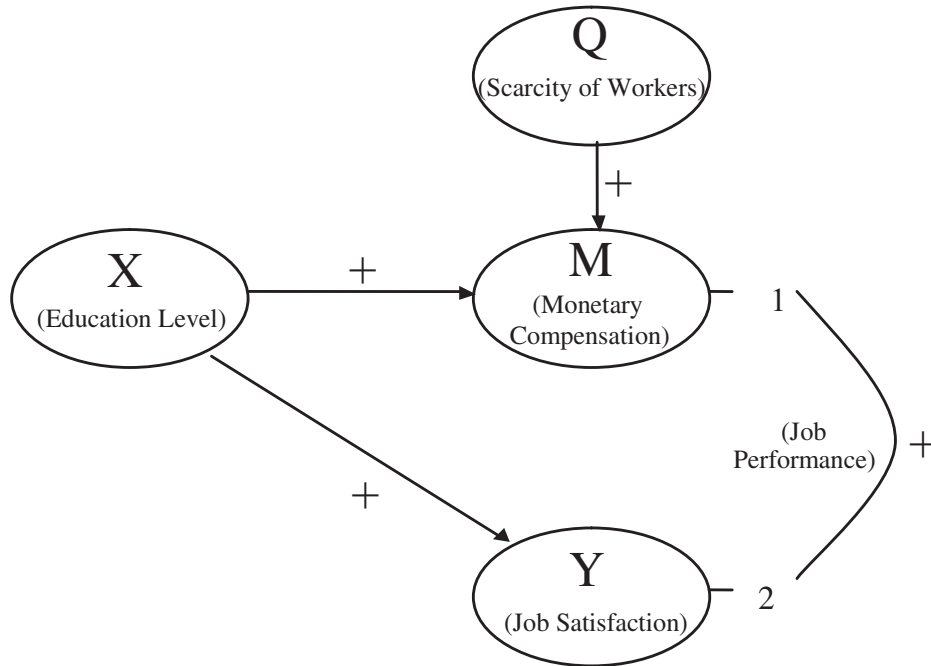 Q
(Scarcity of Workers)
+
X
(Education Level)
+
M
(Monetary
Compensation)
1
(Job
Performance)
+
+
Y
(Job Satisfaction)
2